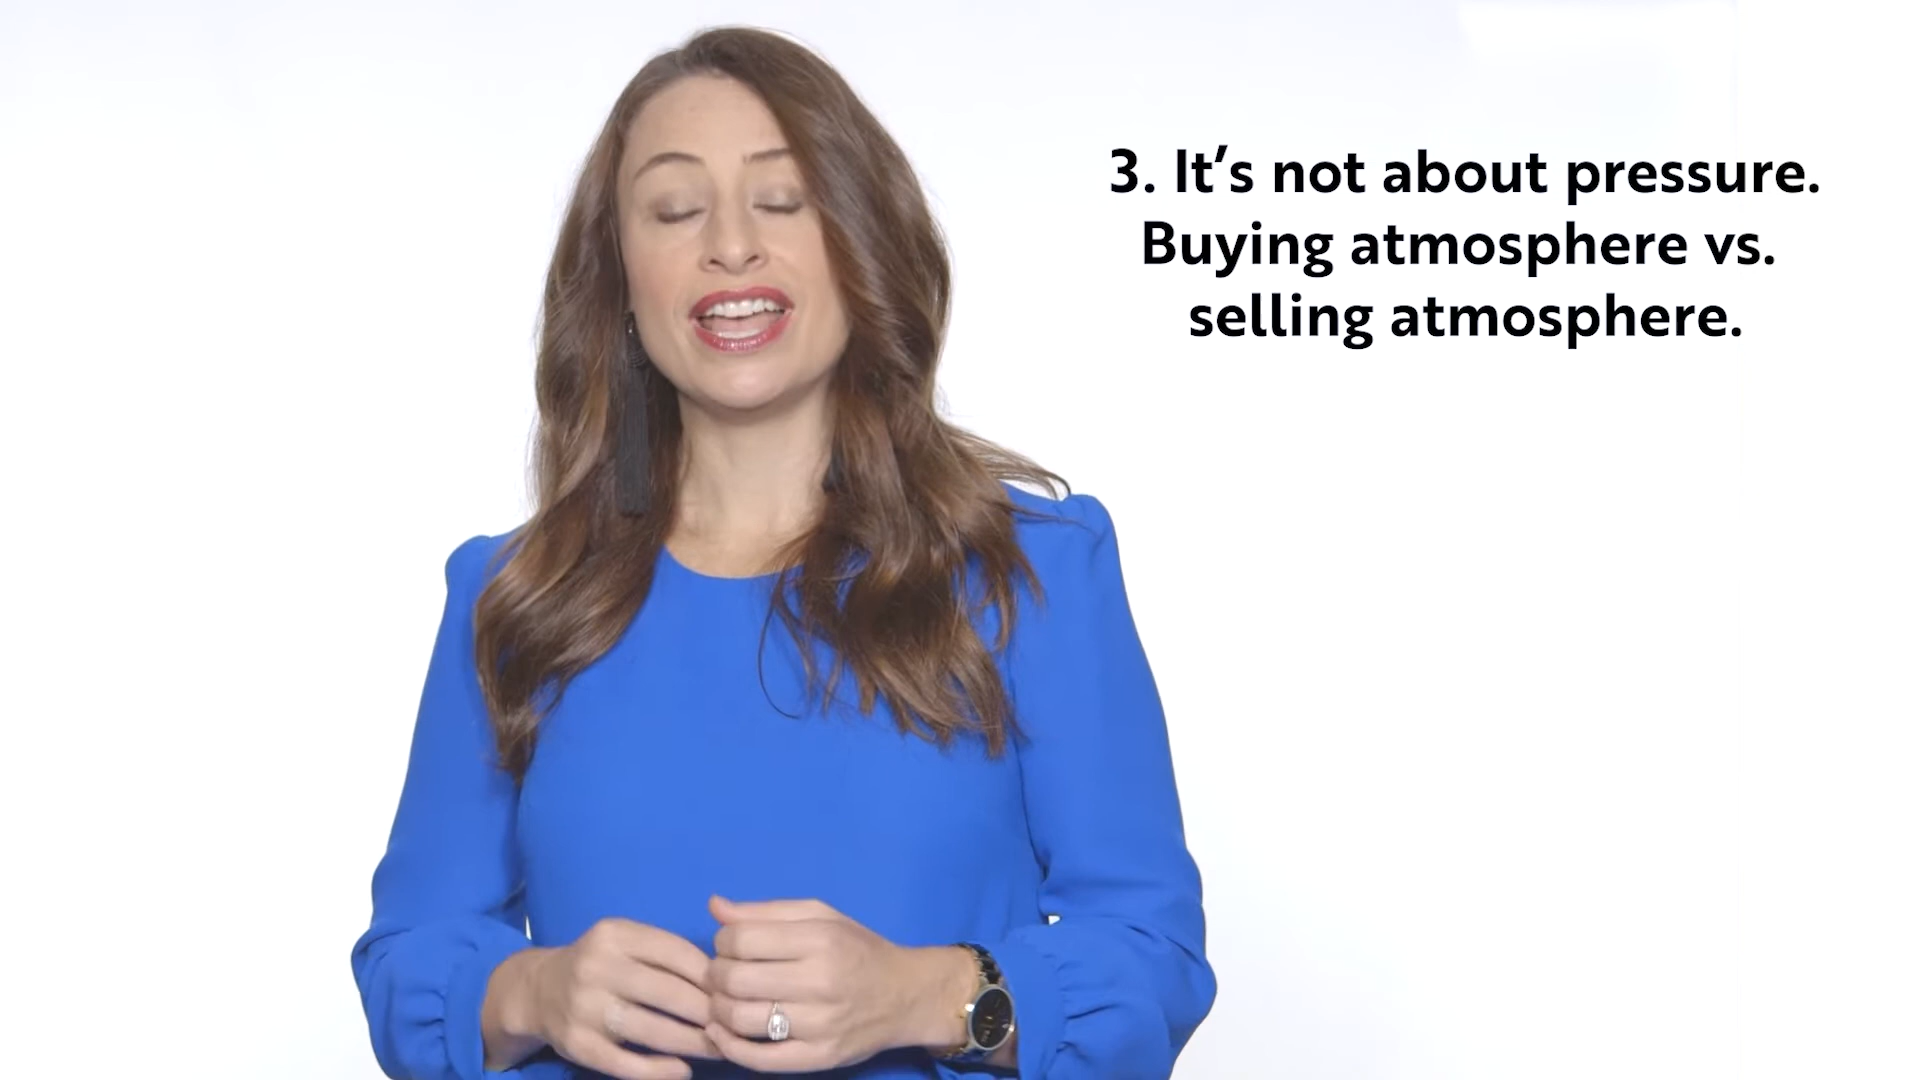 3. It’s not about pressure.
Buying atmosphere vs.
selling atmosphere.